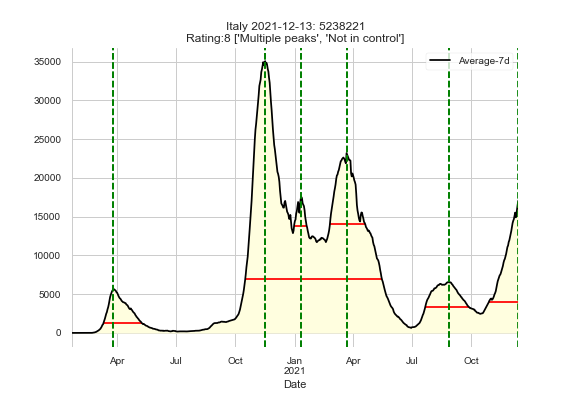 Italy 2021-12-13: 5238221
Rating:8 ['Multiple peaks', 'Not in control']
Average-7d
35000
30000
25000
20000
15000
10000
5000
0
Apr Jul Oct Jan Apr Jul Oct
2021
Date